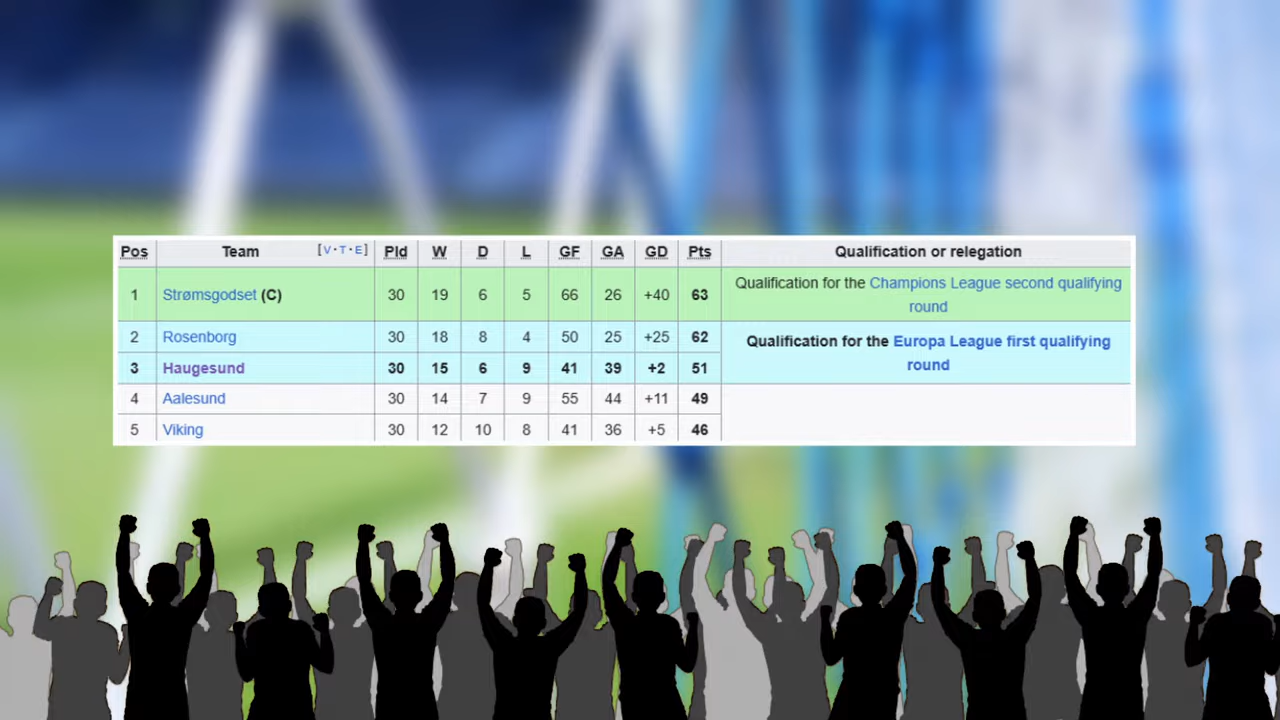 Pos Team [V·T·E] Pld W D L GF GA GD Pts Qualification or relegation
1 Strømsgodset (C) 30 19 6 5 66 26 +40 63 Qualification for the Champions League second qualifying
round
2 Rosenborg 30 18 8 4 50 25 +25 62 Qualification for the Europa League first qualifying
round
3 Haugesund 30 15 6 9 41 39 +2 51
4 Aalesund 30 14 7 9 55 44 +11 49
5 Viking 30 12 10 8 41 36 +5 46